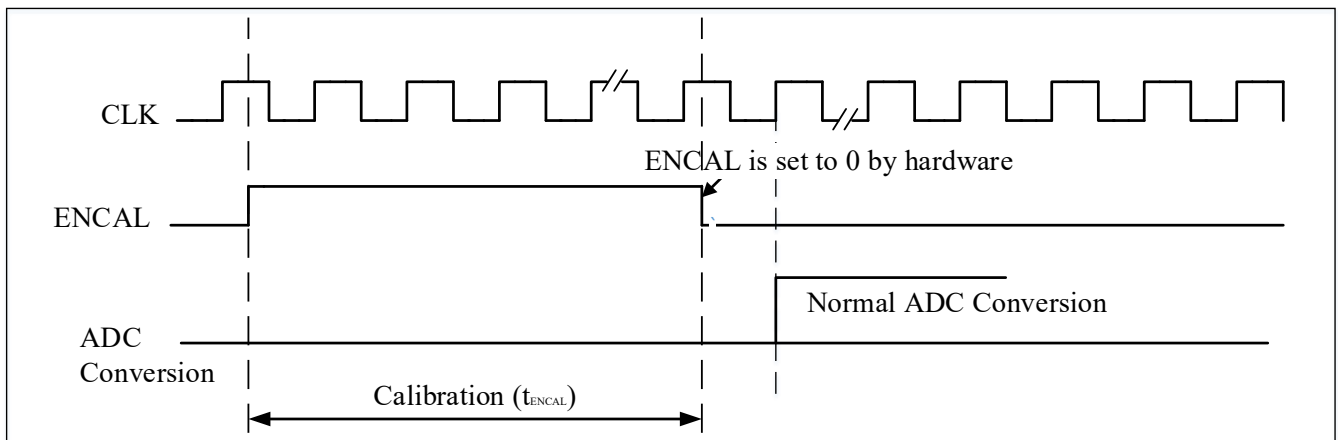 CLK
ENCAL is set to 0 by hardware
ENCAL
Normal ADC Conversion
ADC
Conversion
Calibration (tENCAL)